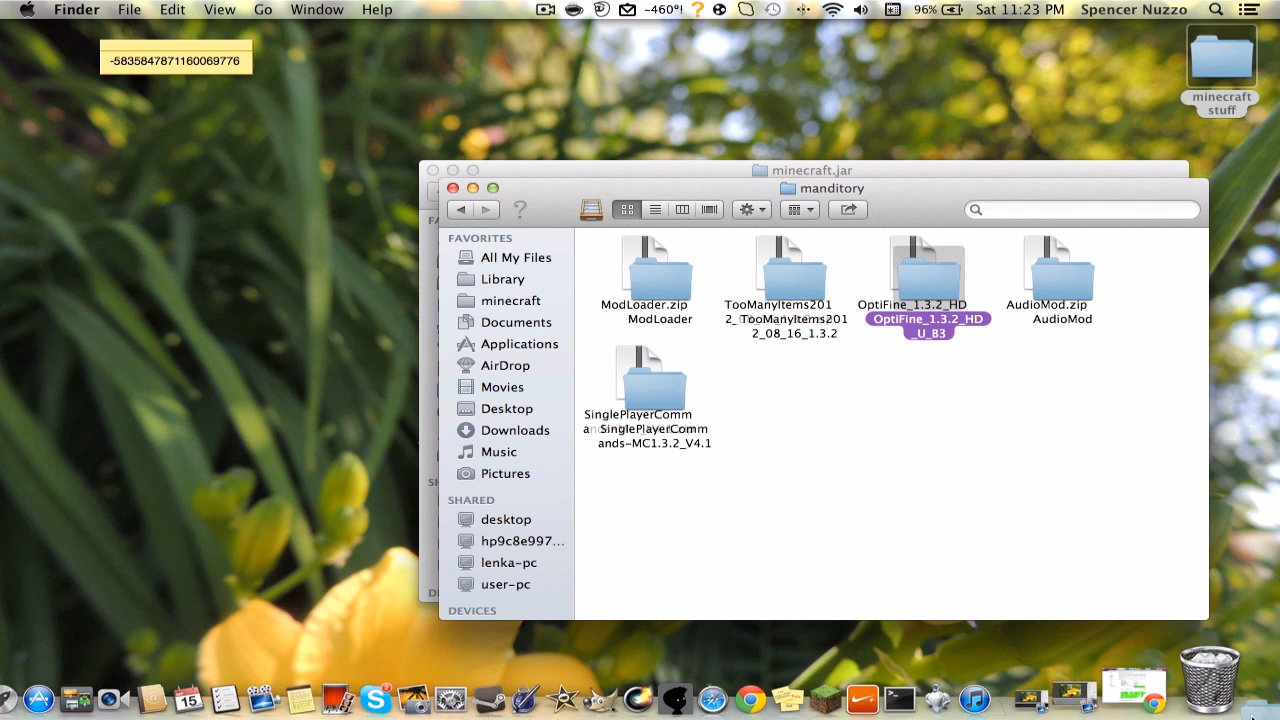 Finder File Edit View Go Window Help -460°! 96% Sat 11:23 PM Spencer Nuzzo
-5835847871160069776
minecraft
stuff
minecraft.jar
manditory
FAVORITES
All My Files
Library
minecraft
Documents
Applications
AirDrop
Movies
Desktop
Downloads
Music
Pictures
SHARED
desktop
hp9c8e997...
lenka-pc
user-pc
DEVICES
ModLoader.zip
ModLoader
TooManyItems201
TooManyItems201
2_08_16_1.3.2
OptiFine_1.3.2_HD
OptiFine_1.3.2_HD
_U_B3
AudioMod.zip
AudioMod
SinglePlayerComm
SinglePlayerComm
ands-MC1.3.2_V4.1
15